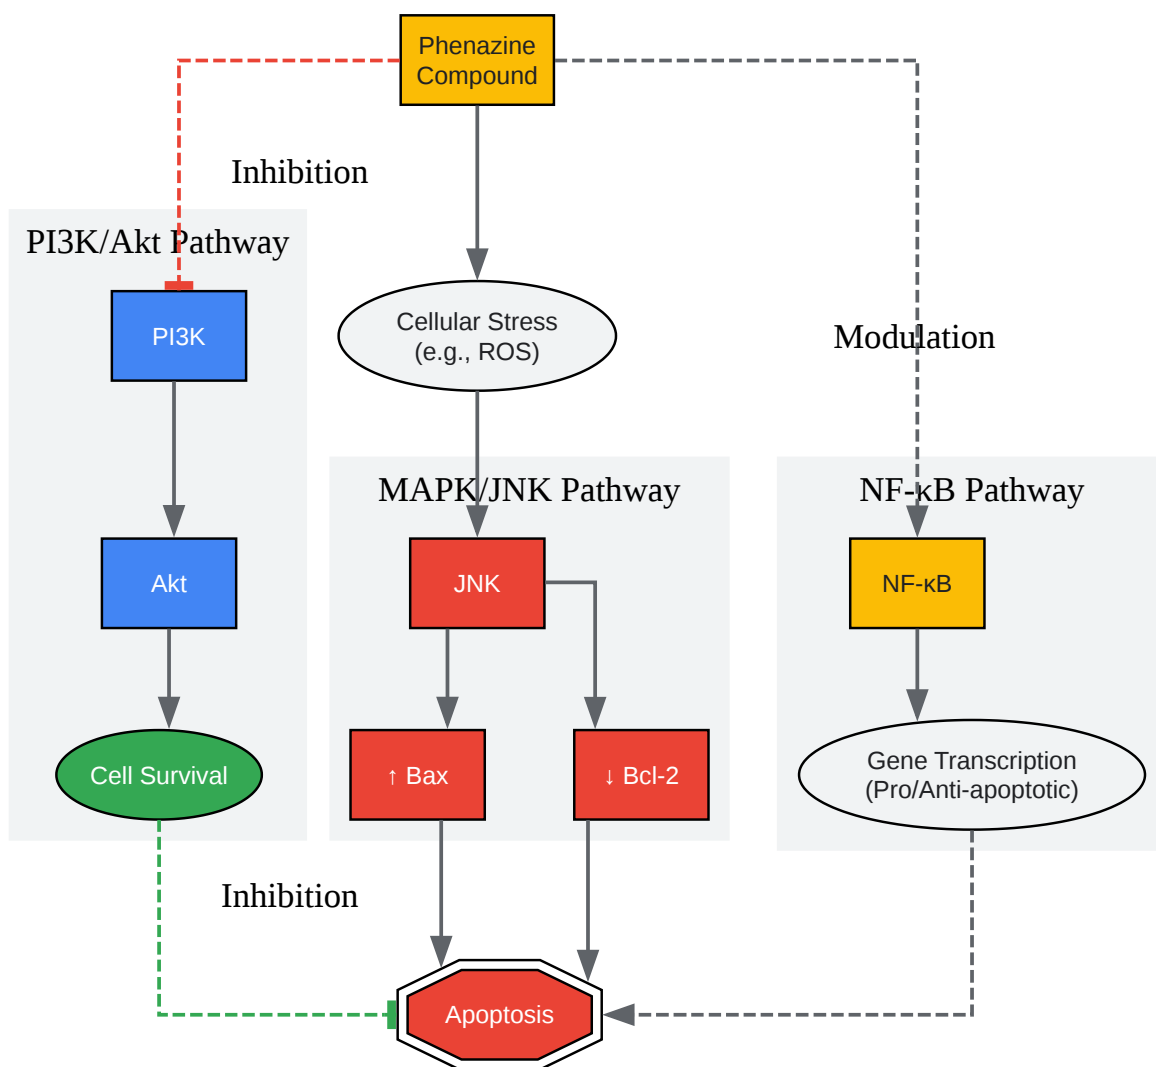 Phenazine
Compound
Inhibition
PI3K/Akt Pathway
PI3K
Cellular Stress
(e.g., ROS)
Modulation
MAPK/JNK Pathway
NF-κB Pathway
Akt
JNK
NF-κB
Cell Survival
↑ Bax
↓ Bcl-2
Gene Transcription
(Pro/Anti-apoptotic)
Inhibition
Apoptosis